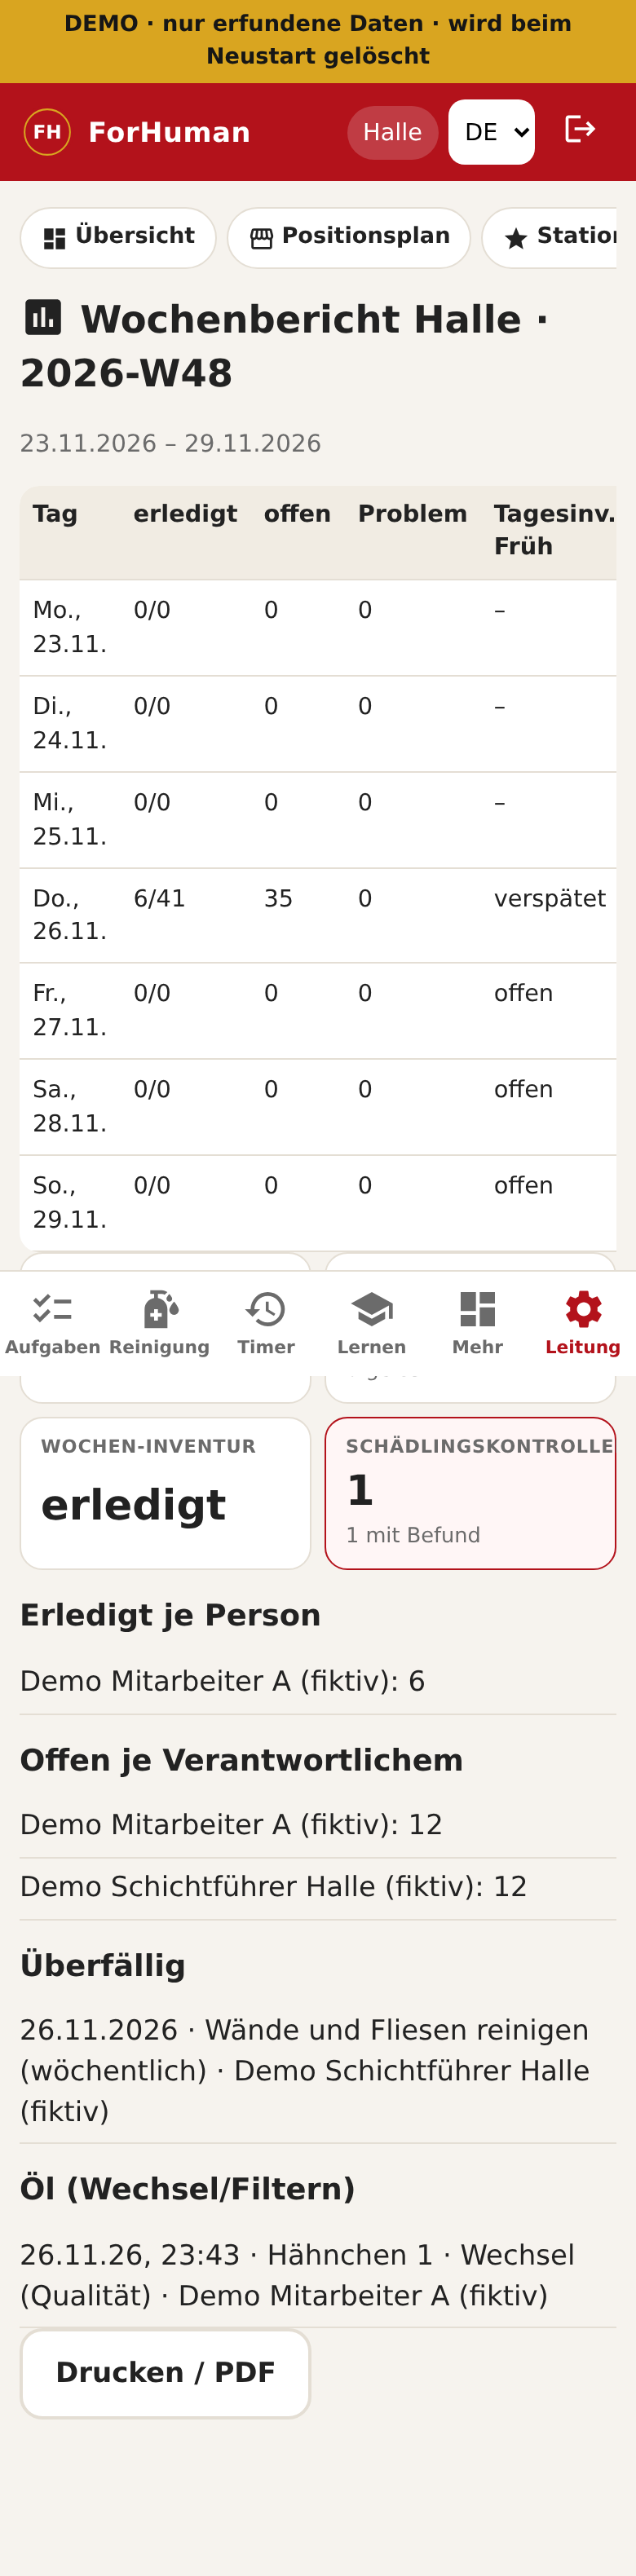 DEMO · nur erfundene Daten · wird beim
Neustart gelöscht
FH ForHuman Halle DE
Übersicht Positionsplan
Wochenbericht Halle ·
2026-W48
23.11.2026 – 29.11.2026
Tag erledigt offen Problem Tagesinv.
Früh
Mo., 0/0 0 0 –
23.11.
Di., 0/0 0 0 –
24.11.
Mi., 0/0 0 0 –
25.11.
Do., 6/41 35 0 verspätet
26.11.
Fr., 0/0 0 0 offen
27.11.
Sa., 0/0 0 0 offen
28.11.
So., 0/0 0 0 offen
29.11.
Aufgaben Reinigung Timer Lernen Mehr Leitung
WOCHEN-INVENTUR SCHÄDLINGSKONTROLLE
erledigt 1
1 mit Befund
Erledigt je Person
Demo Mitarbeiter A (fiktiv): 6
Offen je Verantwortlichem
Demo Mitarbeiter A (fiktiv): 12
Demo Schichtführer Halle (fiktiv): 12
Überfällig
26.11.2026 · Wände und Fliesen reinigen
(wöchentlich) · Demo Schichtführer Halle
(fiktiv)
Öl (Wechsel/Filtern)
26.11.26, 23:43 · Hähnchen 1 · Wechsel
(Qualität) · Demo Mitarbeiter A (fiktiv)
Drucken / PDF